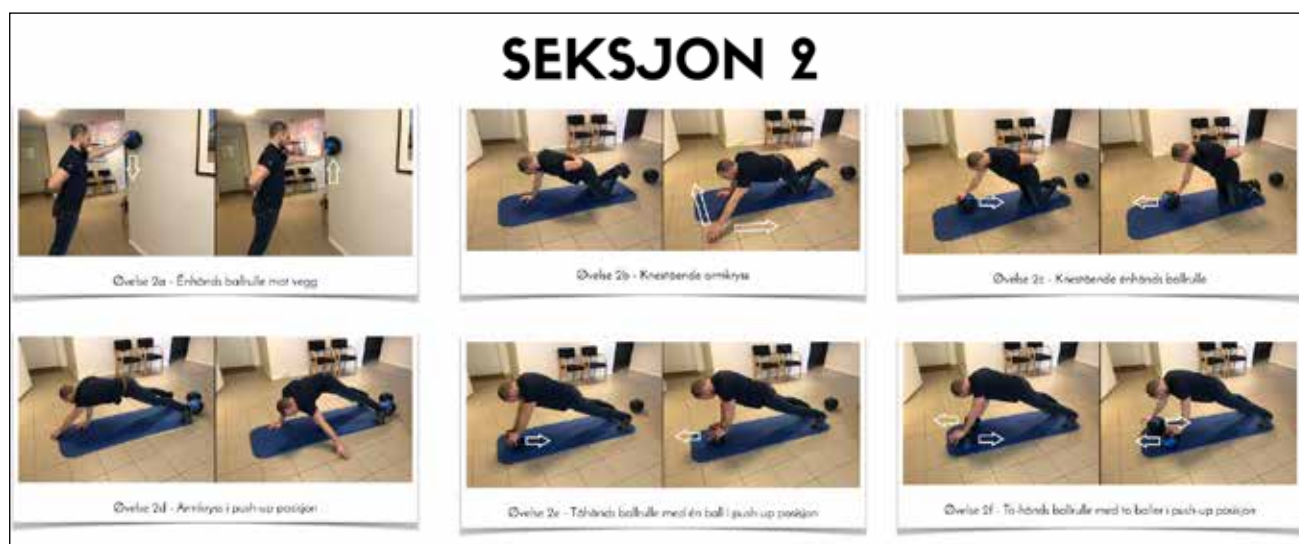 SEKSJON 2
Øvelse 2a - Énhånds ballrulle mot vegg
Øvelse 2b - Knestående armkryss
Øvelse 2c - Knestående énhånds ballrulle
Øvelse 2d - Armkryss i push-up posisjon
Øvelse 2e - Tohånds ballrulle med én ball i push-up posisjon
Øvelse 2f - To-hånds ballrulle med to baller i push-up posisjon